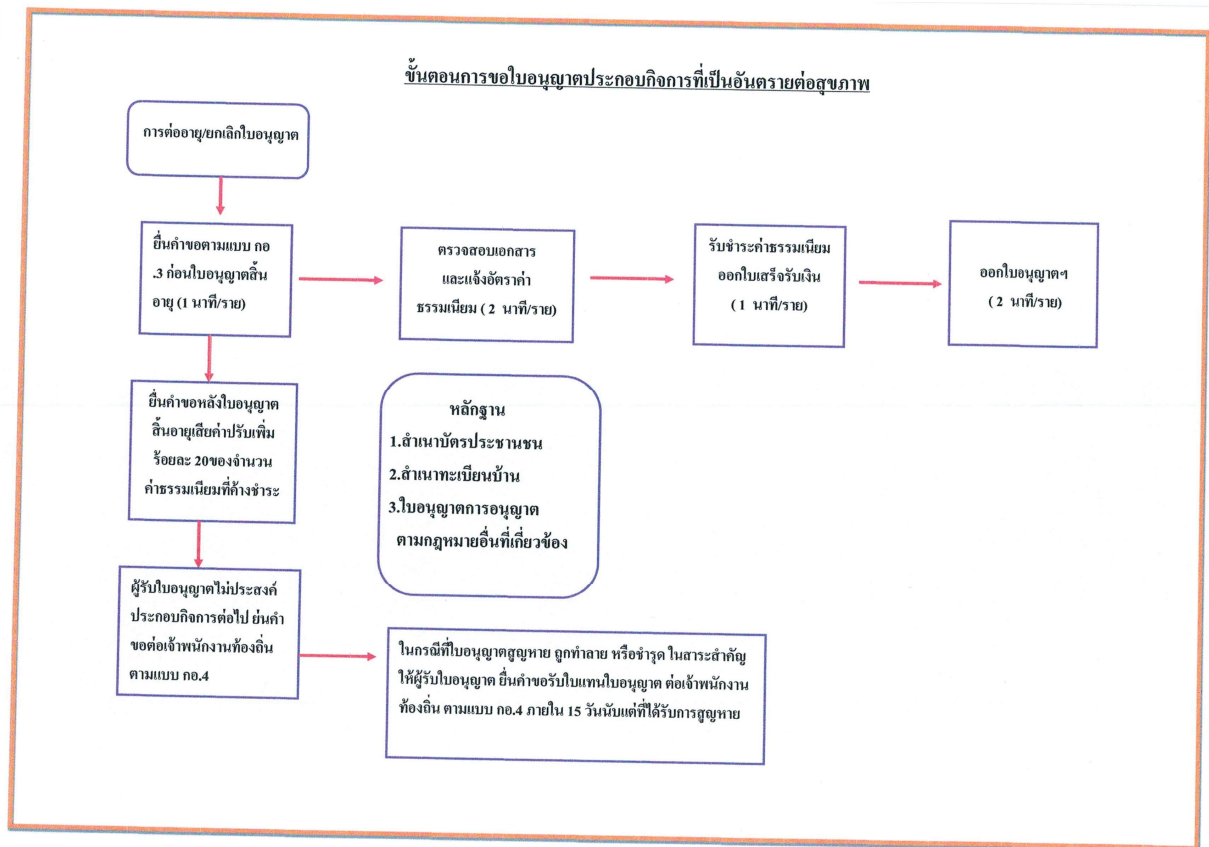 ขั้นตอนการขอใบอนุญาตประกอบกิจการที่เป็นอันตรายต่อสุขภาพ
การต่ออายุ/ยกเลิกใบอนุญาต
ยื่นคำขอตามแบบ กอ
.3 ก่อนใบอนุญาตสิ้น
อายุ (1 นาที/ราย)
ตรวจสอบเอกสาร
และแจ้งอัตราค่า
ธรรมเนียม ( 2 นาที/ราย)
รับชำระค่าธรรมเนียม
ออกใบเสร็จรับเงิน
( 1 นาที/ราย)
ออกใบอนุญาตฯ
( 2 นาที/ราย)
ยื่นคำขอหลังใบอนุญาต
สิ้นอายุเสียค่าปรับเพิ่ม
ร้อยละ 20ของจำนวน
ค่าธรรมเนียมที่ค้างชำระ
หลักฐาน
1.สำเนาบัตรประชานชน
2.สำเนาทะเบียนบ้าน
3.ใบอนุญาตการอนุญาต
ตามกฎหมายอื่นที่เกี่ยวข้อง
ผู้รับใบอนุญาตไม่ประสงค์
ประกอบกิจการต่อไป ย่นคำ
ขอต่อเจ้าพนักงานท้องถิ่น
ตามแบบ กอ.4
ในกรณีที่ใบอนุญาตสูญหาย ถูกทำลาย หรือชำรุด ในสาระสำคัญ
ให้ผู้รับใบอนุญาต ยื่นคำขอรับใบแทนใบอนุญาต ต่อเจ้าพนักงาน
ท้องถิ่น ตามแบบ กอ.4 ภายใน 15 วันนับแต่ที่ได้รับการสูญหาย